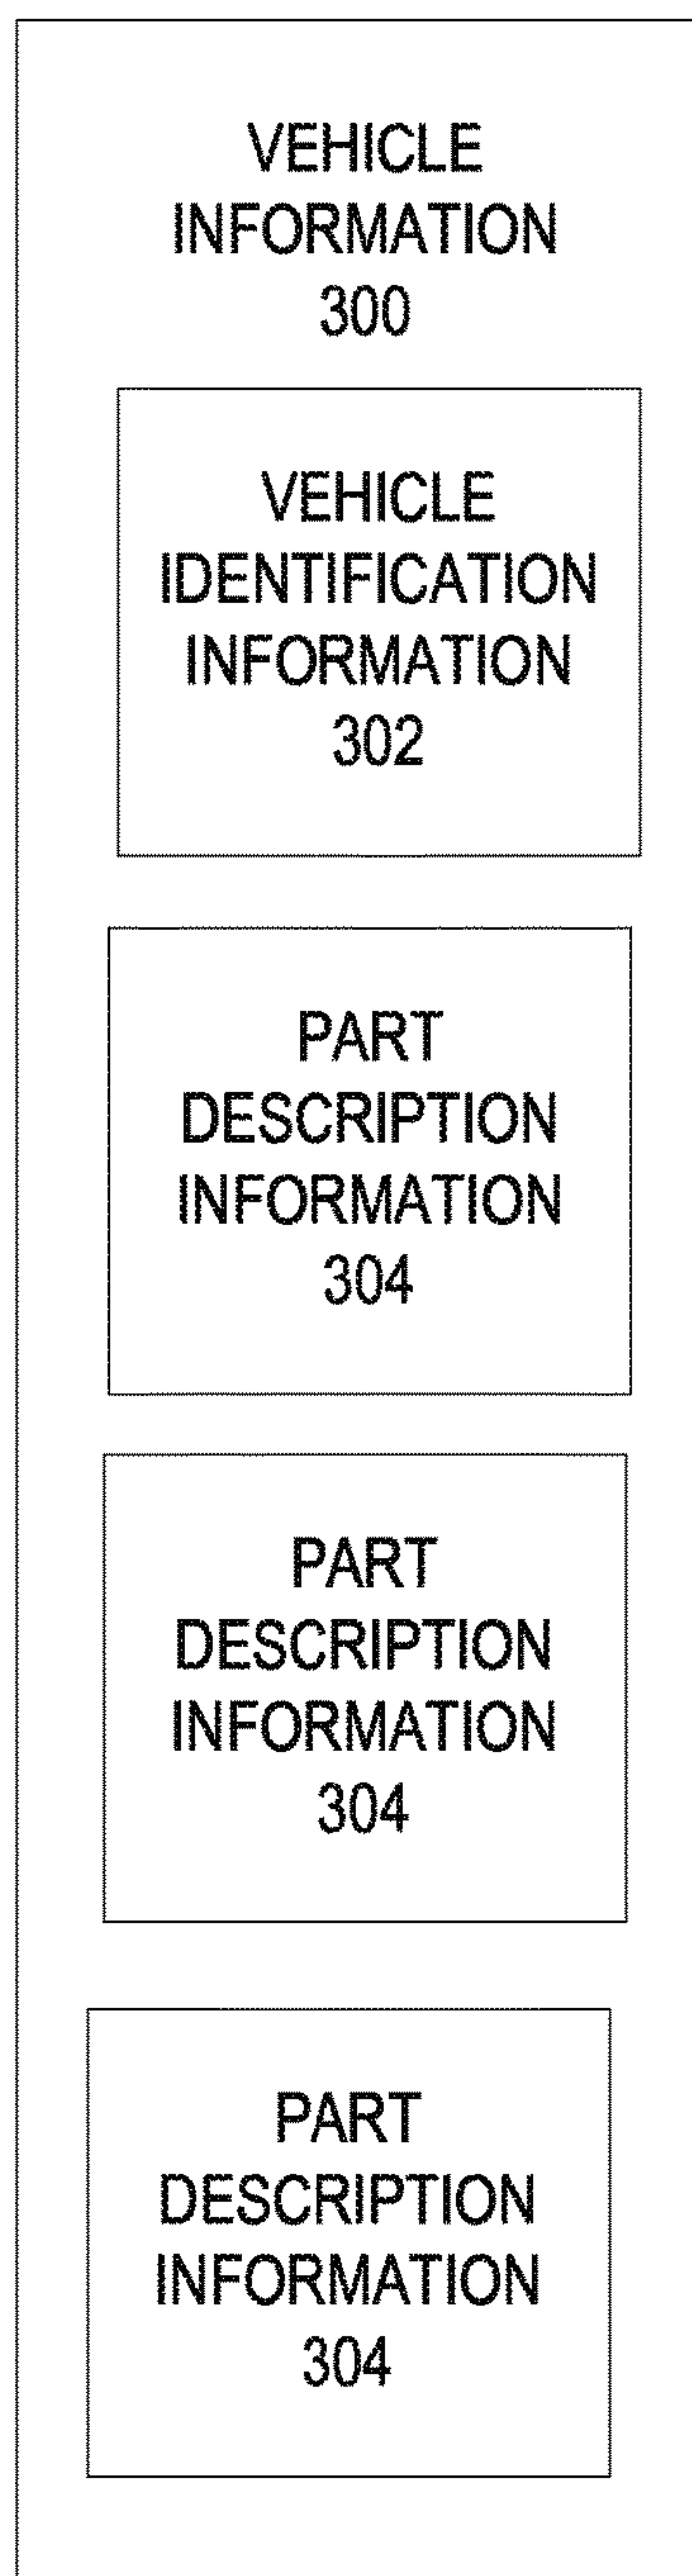 VEHICLE
INFORMATION
300
VEHICLE
IDENTIFICATION
INFORMATION
302
PART
DESCRIPTION
INFORMATION
304
PART
DESCRIPTION
INFORMATION
304
PART
DESCRIPTION
INFORMATION
304